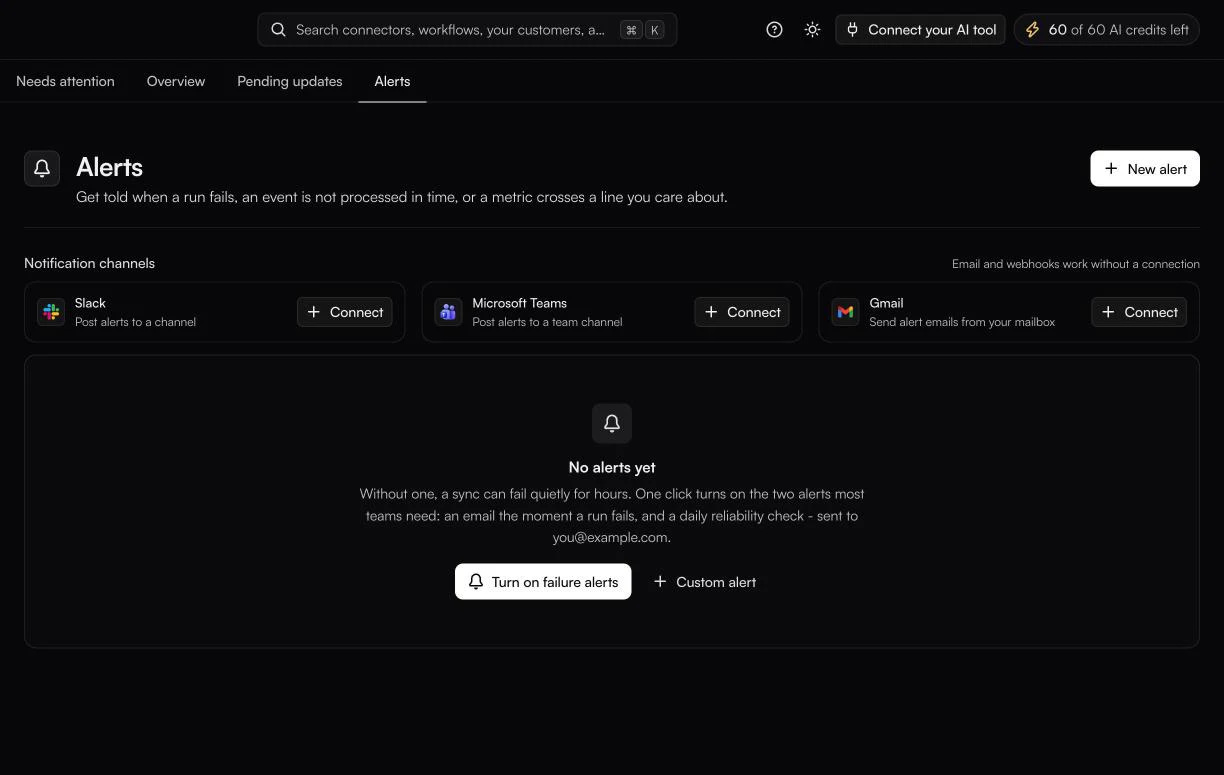 Search connectors, workflows, your customers, a... ⌘ K
Connect your AI tool
60 of 60 AI credits left
Needs attention
Overview
Pending updates
Alerts
Alerts
Get told when a run fails, an event is not processed in time, or a metric crosses a line you care about.
+ New alert
Notification channels
Email and webhooks work without a connection
Slack
Post alerts to a channel
+ Connect
Microsoft Teams
Post alerts to a team channel
+ Connect
Gmail
Send alert emails from your mailbox
+ Connect
No alerts yet
Without one, a sync can fail quietly for hours. One click turns on the two alerts most
teams need: an email the moment a run fails, and a daily reliability check - sent to
you@example.com.
Turn on failure alerts
+ Custom alert